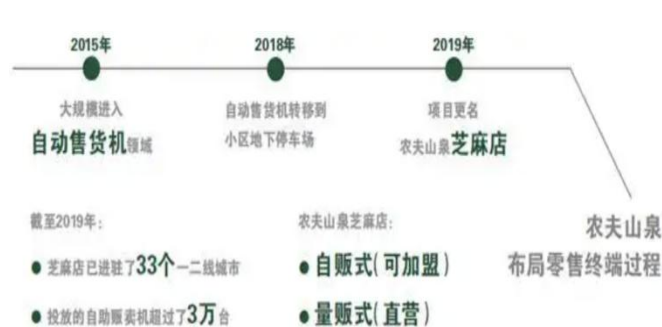 2015年
2018年
2019年
大规模进入
自动售货机领域
自动售货机转移到
小区地下停车场
项目更名
农夫山泉芝麻店
农夫山泉
布局零售终端过程
截至2019年：
● 芝麻店已进驻了33个一二线城市
● 投放的自助贩卖机超过了3万台
农夫山泉芝麻店：
● 自贩式（可加盟）
● 量贩式（直营）